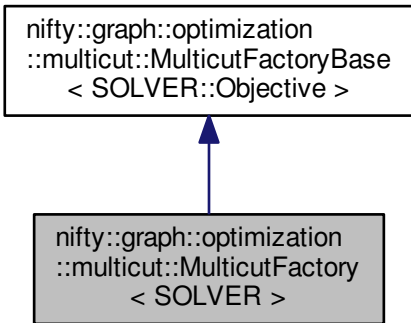 nifty::graph::optimization
::multicut::MulticutFactoryBase
< SOLVER::Objective >
nifty::graph::optimization
::multicut::MulticutFactory
< SOLVER >